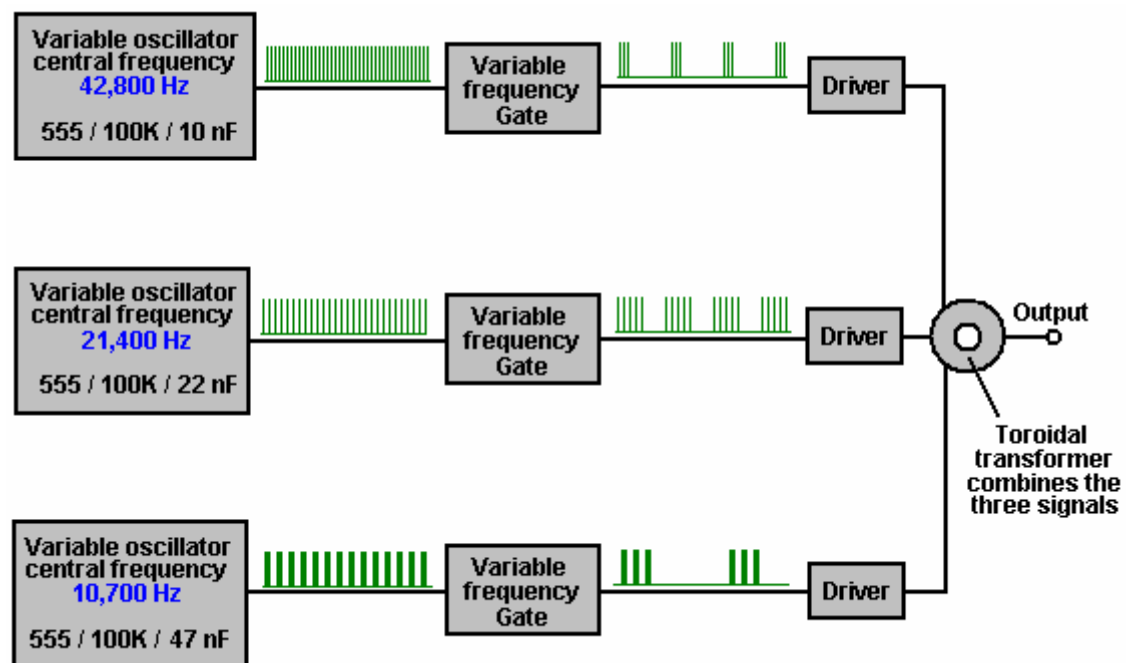 Variable oscillator
central frequency
42,800 Hz
555 / 100K / 10 nF
Variable
frequency
Gate
Driver
Variable oscillator
central frequency
21,400 Hz
555 / 100K / 22 nF
Variable
frequency
Gate
Driver
Output
Toroidal
transformer
combines the
three signals
Variable oscillator
central frequency
10,700 Hz
555 / 100K / 47 nF
Variable
frequency
Gate
Driver